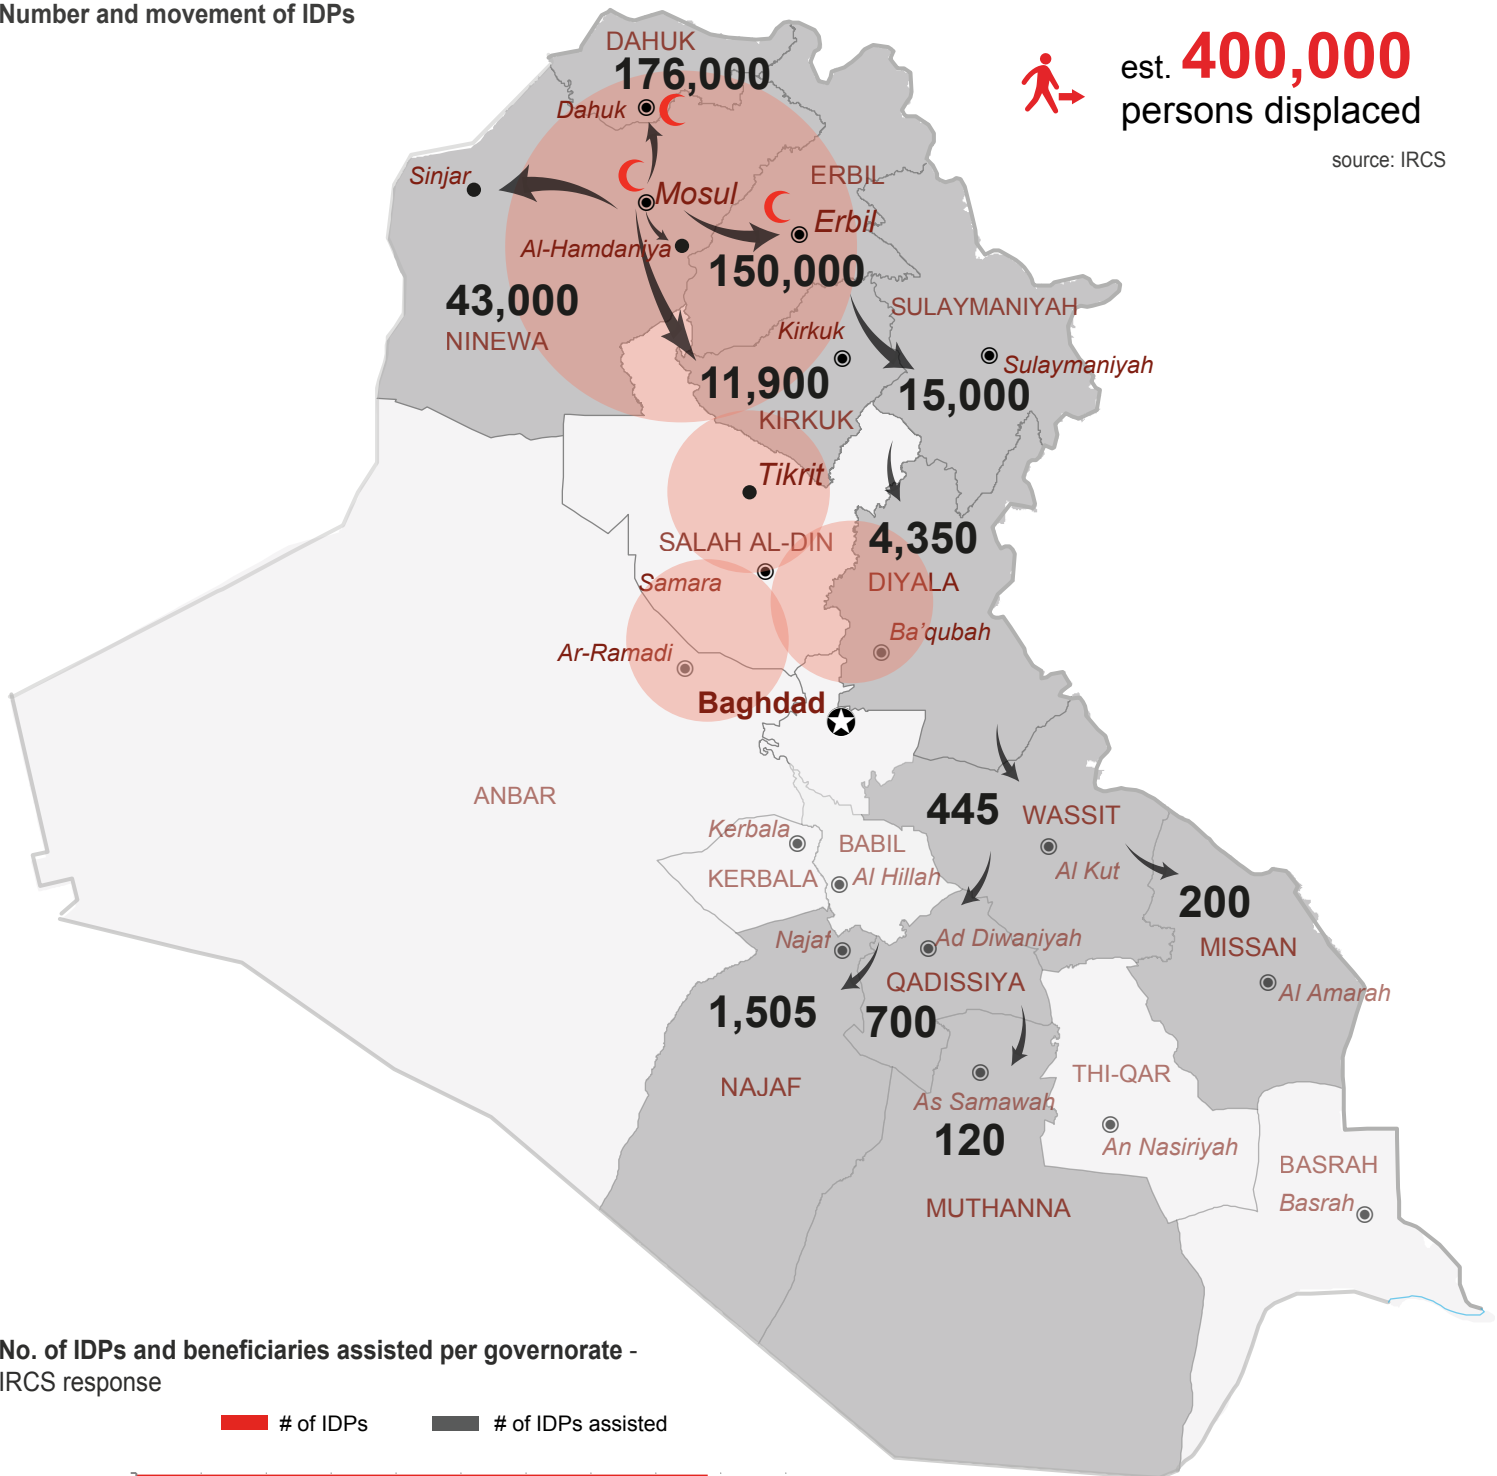 Number and movement of IDPs
est. 400,000
persons displaced
source: IRCS
DAHUK
176,000
Dahuk
Sinjar
Mosul
ERBIL
Erbil
Al-Hamdaniya
150,000
43,000
NINEWA
SULAYMANIYAH
Kirkuk
Sulaymaniyah
11,900
15,000
KIRKUK
Tikrit
SALAH AL-DIN
4,350
Samara
DIYALA
Ba'qubah
Ar-Ramadi
Baghdad
ANBAR
445
WASSIT
Kerbala
BABIL
Al Kut
KERBALA
Al Hillah
200
Najaf
Ad Diwaniyah
MISSAN
QADISSIYA
Al Amarah
1,505
700
THI-QAR
NAJAF
As Samawah
120
An Nasiriyah
BASRAH
Basrah
MUTHANNA
No. of IDPs and beneficiaries assisted per governorate -
IRCS response
# of IDPs
# of IDPs assisted